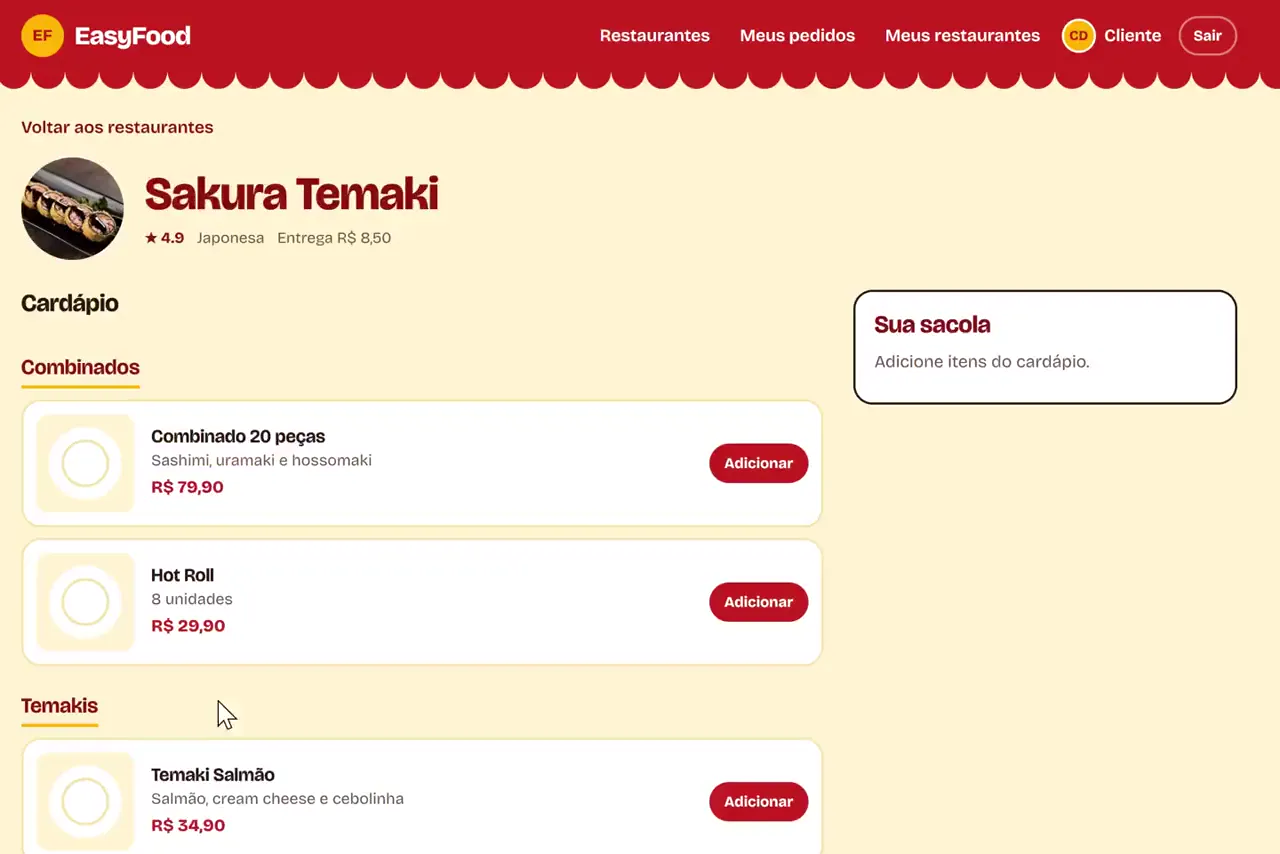 EF EasyFood
Restaurantes Meus pedidos Meus restaurantes CD Cliente Sair
Voltar aos restaurantes
Sakura Temaki
★ 4.9 Japonesa Entrega R$ 8,50
Cardápio
Sua sacola
Adicione itens do cardápio.
Combinados
Combinado 20 peças
Sashimi, uramaki e hossomaki
R$ 79,90
Adicionar
Hot Roll
8 unidades
R$ 29,90
Adicionar
Temakis
Temaki Salmão
Salmão, cream cheese e cebolinha
R$ 34,90
Adicionar